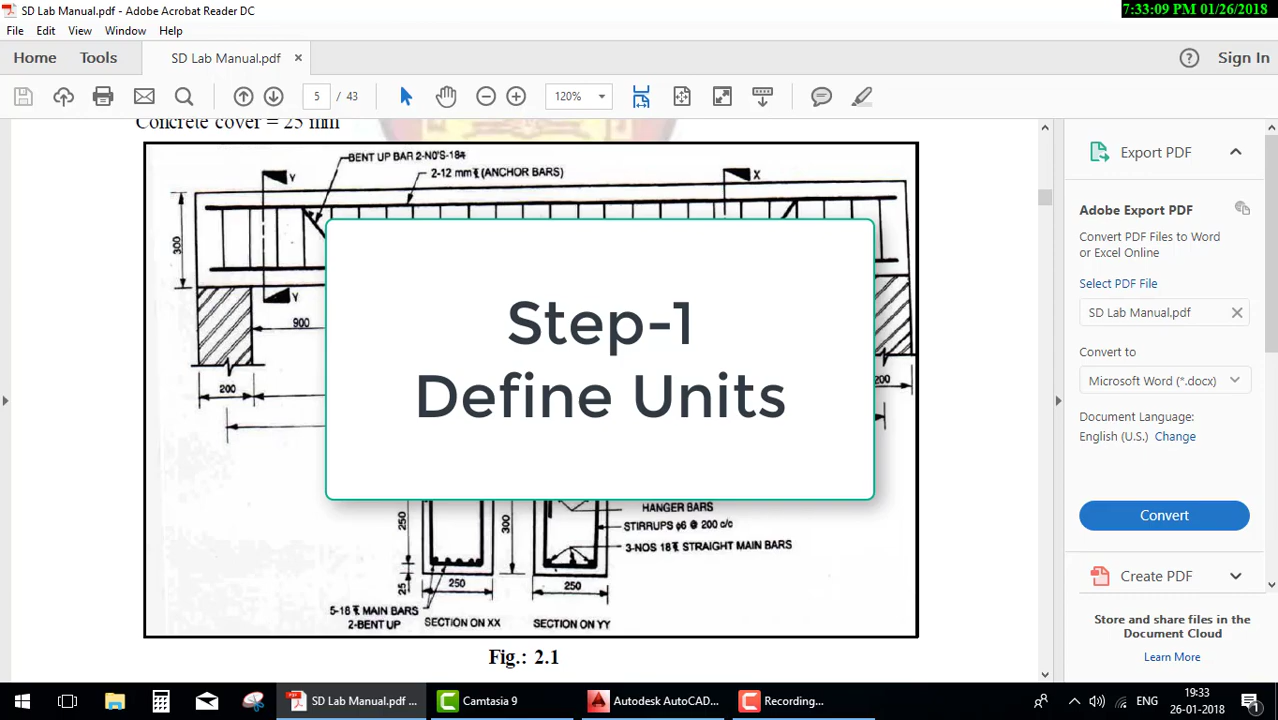 SD Lab Manual.pdf - Adobe Acrobat Reader DC
7:33:09 PM 01/26/2018
File Edit View Window Help
Home Tools SD Lab Manual.pdf × Sign In
5 / 43 120%
Concrete cover = 25 mm
BENT UP BAR 2-NO'S-18
2-12 mm (ANCHOR BARS)
Y X
300
Y
900
200 200
Step-1
Define Units
HANGER BARS
250 300 STIRRUPS φ6 @ 200 c/c
3-NOS 18 STRAIGHT MAIN BARS
25 250 250
5-18 MAIN BARS
2-BENT UP SECTION ON XX SECTION ON YY
Fig.: 2.1
Export PDF
Adobe Export PDF
Convert PDF Files to Word
or Excel Online
Select PDF File
SD Lab Manual.pdf ×
Convert to
Microsoft Word (*.docx)
Document Language:
English (U.S.) Change
Convert
Create PDF
Store and share files in the
Document Cloud
Learn More
SD Lab Manual.pdf ... Camtasia 9 Autodesk AutoCAD... Recording... ENG 19:33
26-01-2018 1